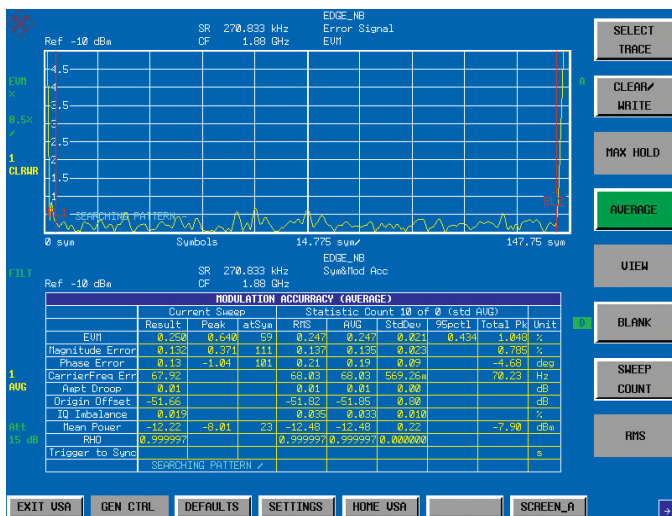 EDGE_NB
SR 270.833 kHz Error Signal
Ref -10 dBm CF 1.88 GHz EVM
EVM
%
0.5%
/
1
CLRWR
4.5
4
3.5
2.5
2
1.5
1
SEARCHING PATTERN
A
0 sym Symbols 14.775 sym/ 147.75 sym
EDGE_NB
FILT SR 270.833 kHz Sym&Mod Acc
Ref -10 dBm CF 1.88 GHz
MODULATION ACCURRACY (AVERAGE)
Current Sweep Statistic Count 10 of 0 (std AVG)
Result Peak atSym RMS AVG StdDev 95pctl Total Pk Unit
EVM 0.250 0.640 59 0.247 0.247 0.021 0.434 1.048 %
Magnitude Error 0.132 0.371 111 0.137 0.135 0.023 0.785 %
Phase Error 0.13 -1.04 101 0.21 0.19 0.09 -4.68 deg
CarrierFreq Err 67.92 68.03 68.03 569.26m 70.23 Hz
Ampt Droop 0.01 0.01 0.01 0.00 dB
Origin Offset -51.66 -51.82 -51.85 0.80 dB
IQ Imbalance 0.019 0.035 0.033 0.010 %
Mean Power -12.22 -8.01 23 -12.48 -12.48 0.22 -7.90 dBm
RHO 0.999997 0.999997 0.999997 0.000000
Trigger to Sync s
SEARCHING PATTERN /
D
1
AVG
Att
15 dB
SELECT
TRACE
CLEAR/
WRITE
MAX HOLD
AVERAGE
VIEW
BLANK
SWEEP
COUNT
RMS
EXIT VSA GEN CTRL DEFAULTS SETTINGS HOME VSA SCREEN_A